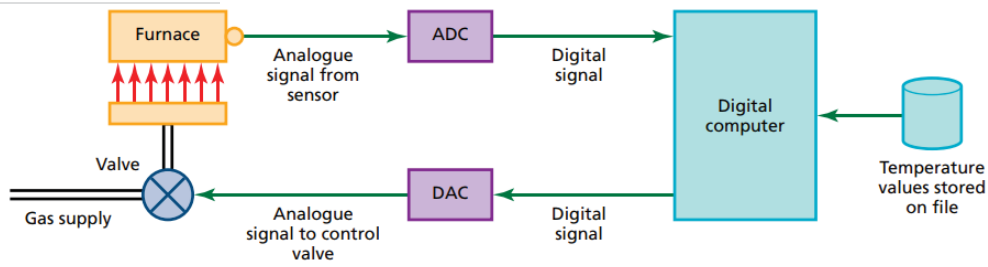 Furnace
ADC
Analogue
signal from
sensor
Digital
signal
Digital
computer
Temperature
values stored
on file
Valve
Gas supply
DAC
Analogue
signal to control
valve
Digital
signal